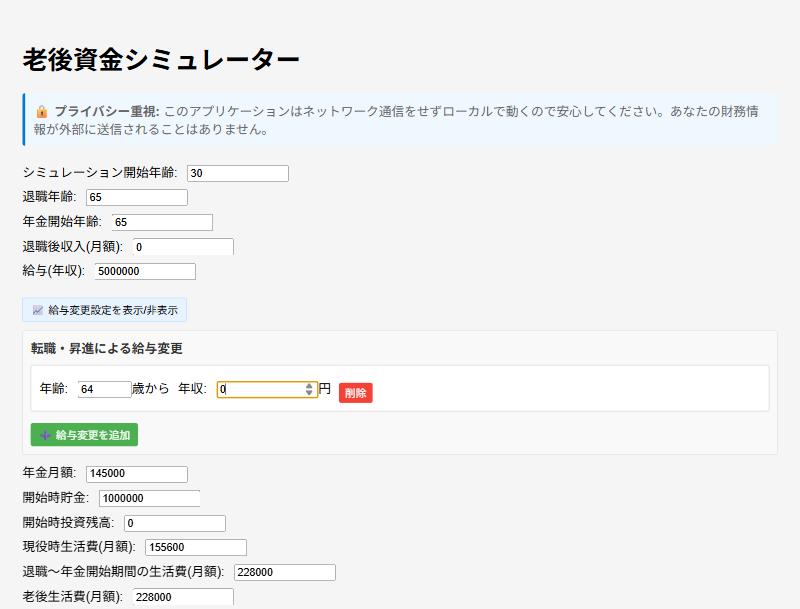 老後資金シミュレーター
🔒 プライバシー重視: このアプリケーションはネットワーク通信をせずローカルで動くので安心してください。あなたの財務情
報が外部に送信されることはありません。
シミュレーション開始年齢: 30
退職年齢: 65
年金開始年齢: 65
退職後収入(月額): 0
給与(年収): 5000000
📈 給与変更設定を表示/非表示
転職・昇進による給与変更
年齢: 64 歳から 年収: 0 円 削除
➕ 給与変更を追加
年金月額: 145000
開始時貯金: 1000000
開始時投資残高: 0
現役時生活費(月額): 155600
退職〜年金開始期間の生活費(月額): 228000
老後生活費(月額): 228000